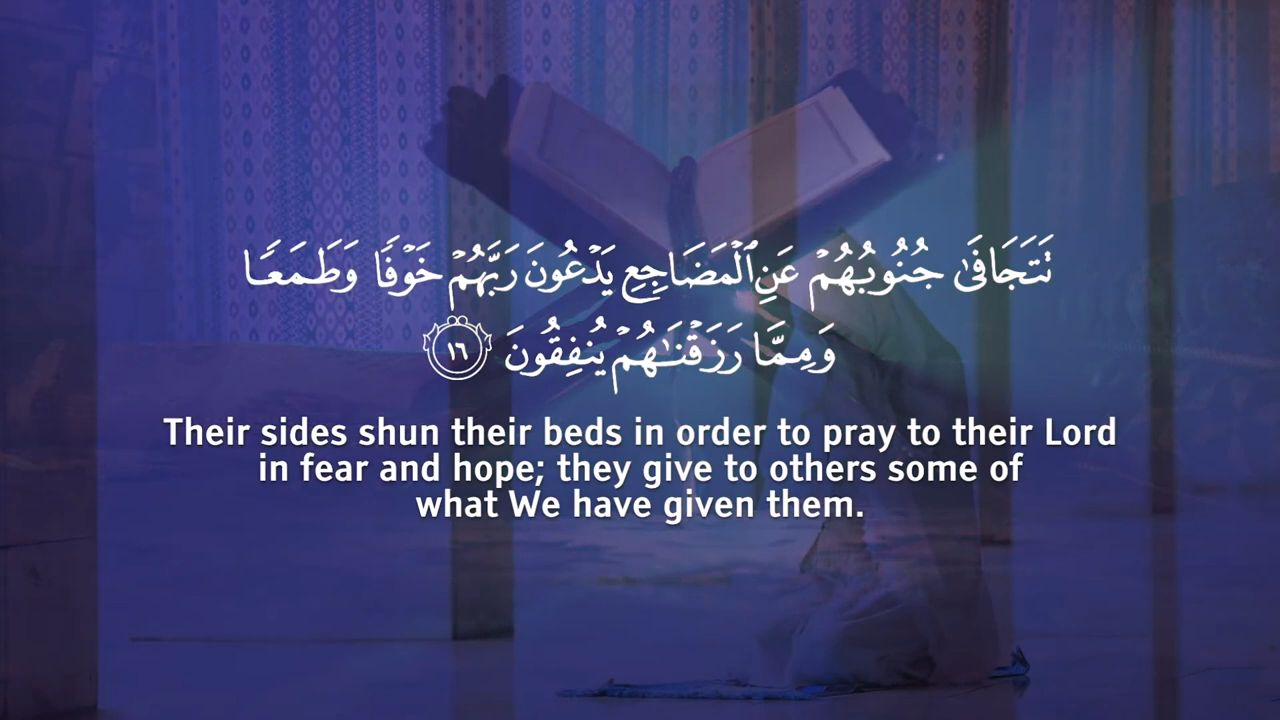 تَتَجَافَىٰ جُنُوبُهُمْ عَنِ ٱلْمَضَاجِعِ يَدْعُونَ رَبَّهُمْ خَوْفًا وَطَمَعًا
وَمِمَّا رَزَقْنَـٰهُمْ يُنفِقُونَ ١٦
Their sides shun their beds in order to pray to their Lord
in fear and hope; they give to others some of
what We have given them.